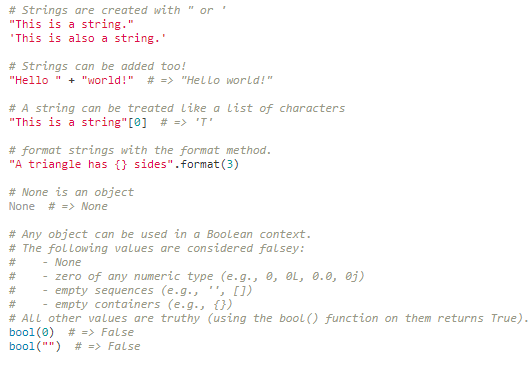 # Strings are created with " or '
"This is a string."
'This is also a string.'
# Strings can be added too!
"Hello " + "world!"  # => "Hello world!"
# A string can be treated like a list of characters
"This is a string"[0]  # => 'T'
# format strings with the format method.
"A triangle has {} sides".format(3)
# None is an object
None  # => None
# Any object can be used in a Boolean context.
# The following values are considered falsey:
#    - None
#    - zero of any numeric type (e.g., 0, 0L, 0.0, 0j)
#    - empty sequences (e.g., '', [])
#    - empty containers (e.g., {})
# All other values are truthy (using the bool() function on them returns True).
bool(0)  # => False
bool("")  # => False